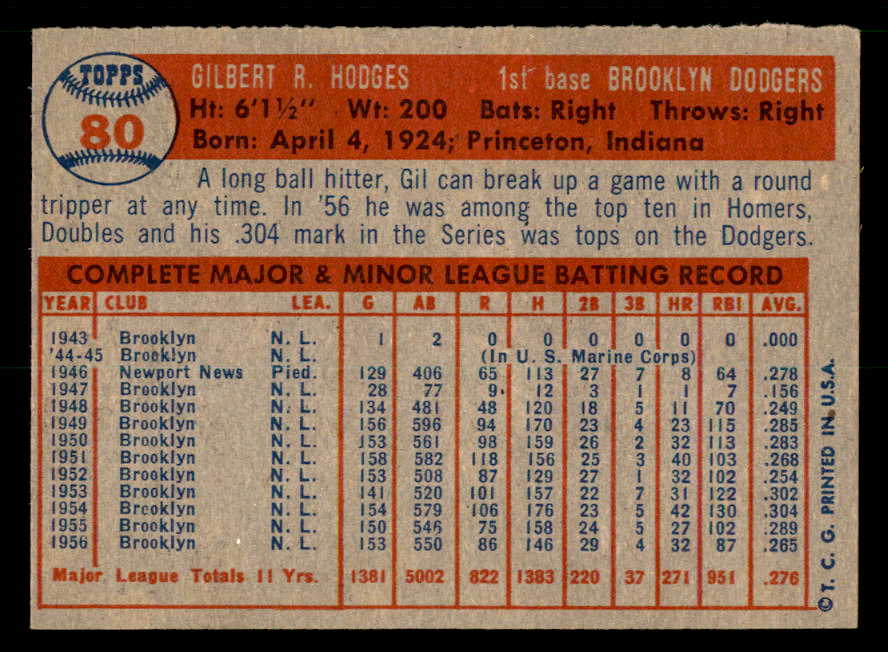 TOPPS
80
GILBERT R. HODGES 1st base BROOKLYN DODGERS
Ht: 6'1½" Wt: 200 Bats: Right Throws: Right
Born: April 4, 1924; Princeton, Indiana
A long ball hitter, Gil can break up a game with a round
tripper at any time. In '56 he was among the top ten in Homers,
Doubles and his .304 mark in the Series was tops on the Dodgers.
COMPLETE MAJOR & MINOR LEAGUE BATTING RECORD
YEAR CLUB LEA. G AB R H 2B 3B HR RBI AVG.
1943 Brooklyn N. L. 1 2 0 0 0 0 0 0 .000
'44-45 Brooklyn N. L. (In U. S. Marine Corps)
1946 Newport News Pied. 129 406 65 113 27 7 8 64 .278
1947 Brooklyn N. L. 28 77 9 12 3 1 1 7 .156
1948 Brooklyn N. L. 134 481 48 120 18 5 11 70 .249
1949 Brooklyn N. L. 156 596 94 170 23 4 23 115 .285
1950 Brooklyn N. L. 153 561 98 159 26 2 32 113 .283
1951 Brooklyn N. L. 158 582 118 156 25 3 40 103 .268
1952 Brooklyn N. L. 153 508 87 129 27 1 32 102 .254
1953 Brooklyn N. L. 141 520 101 157 22 7 31 122 .302
1954 Brooklyn N. L. 154 579 106 176 23 5 42 130 .304
1955 Brooklyn N. L. 150 546 75 158 24 5 27 102 .289
1956 Brooklyn N. L. 153 550 86 146 29 4 32 87 .265
Major League Totals 11 Yrs. 1381 5002 822 1383 220 37 271 951 .276
© T. C. G. PRINTED IN U.S.A.